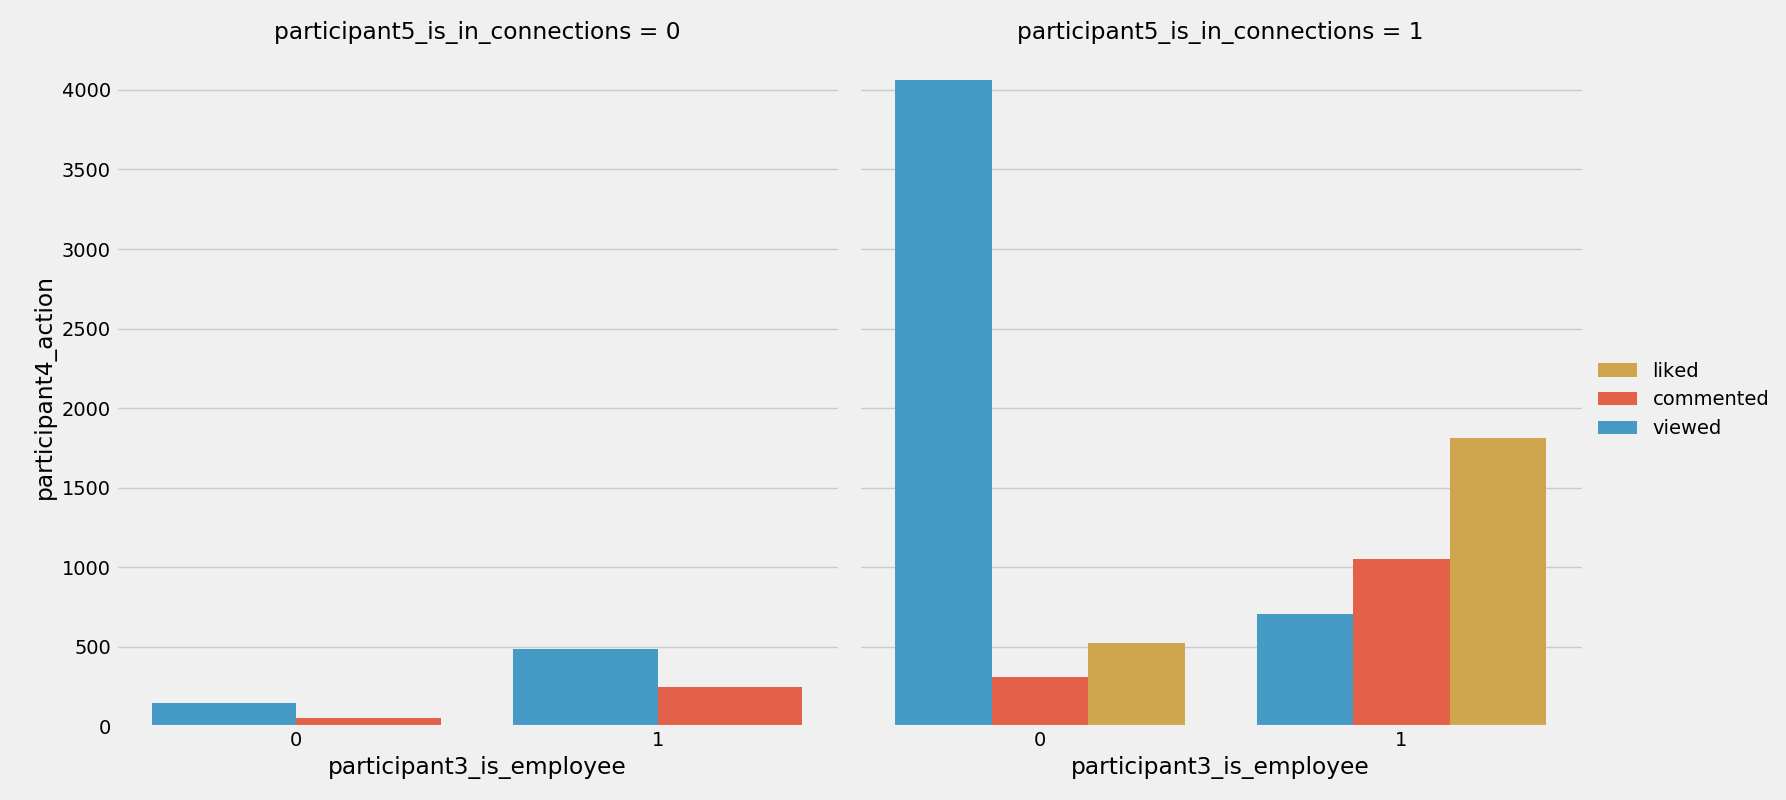 participant5_is_in_connections = 0
participant5_is_in_connections = 1
participant4_action
4000
3500
3000
2500
2000
1500
1000
500
0
0
1
0
1
participant3_is_employee
participant3_is_employee
liked
commented
viewed